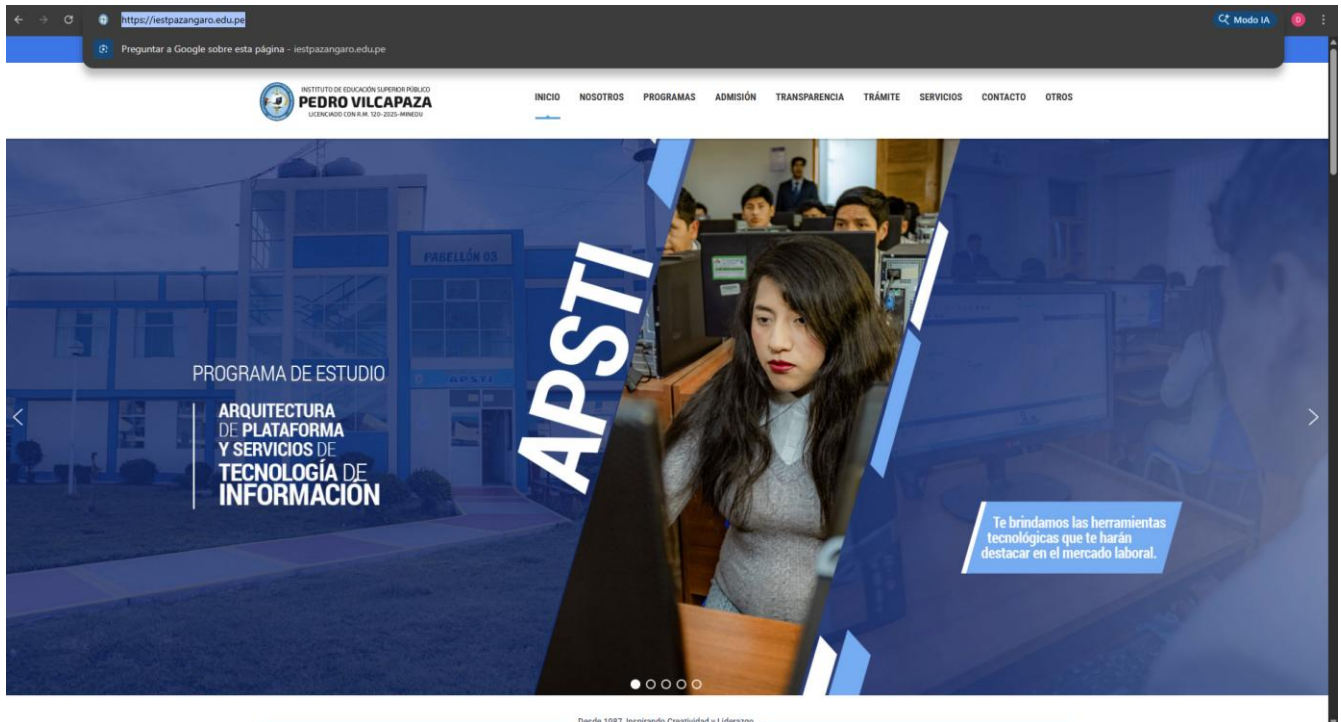 https://iestpazangaro.edu.pe
Modo IA
D
Preguntar a Google sobre esta página - iestpazangaro.edu.pe
INSTITUTO DE EDUCACIÓN SUPERIOR PÚBLICO
PEDRO VILCAPAZA
LICENCIADO CON R.M. 120-2025-MINEDU
INICIO NOSOTROS PROGRAMAS ADMISIÓN TRANSPARENCIA TRÁMITE SERVICIOS CONTACTO OTROS
PABELLÓN 03
APSTI
PROGRAMA DE ESTUDIO
APSTI
ARQUITECTURA
DE PLATAFORMA
Y SERVICIOS DE
TECNOLOGÍA DE
INFORMACIÓN
Te brindamos las herramientas
tecnológicas que te harán
destacar en el mercado laboral.
Desde 1987, Inspirando Creatividad y Liderazgo